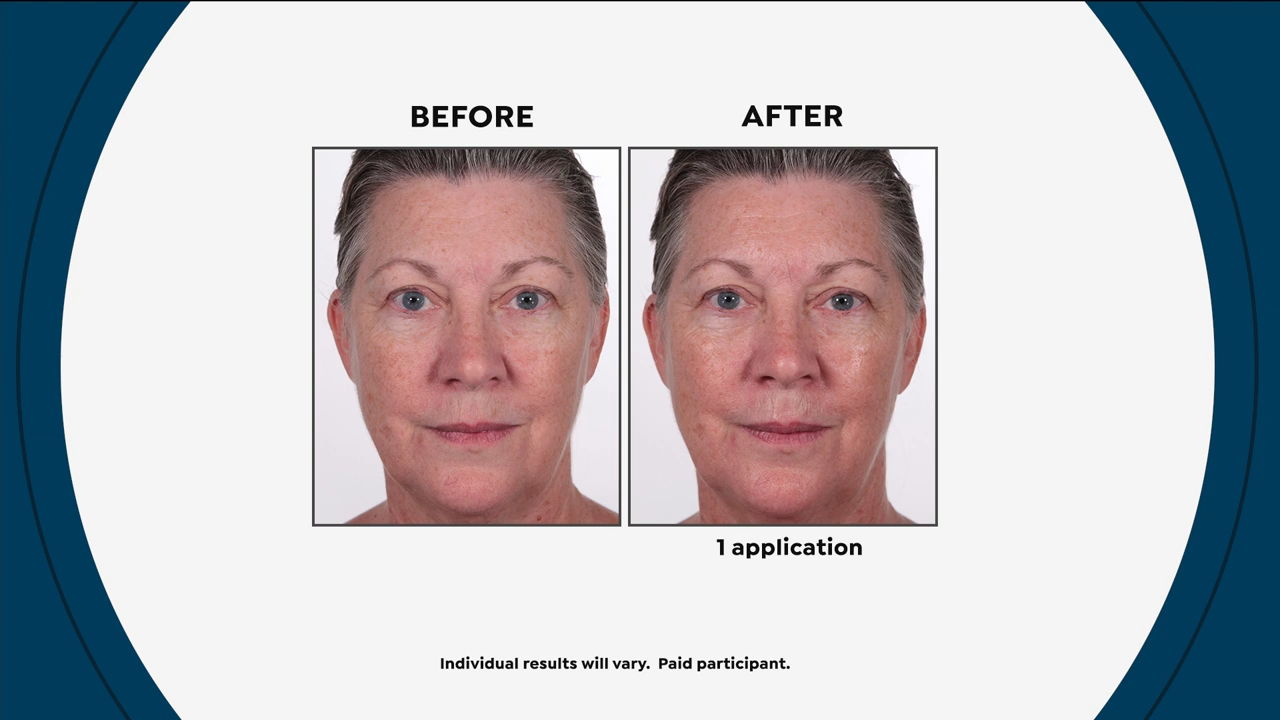 BEFORE
AFTER
1 application
Individual results will vary.  Paid participant.